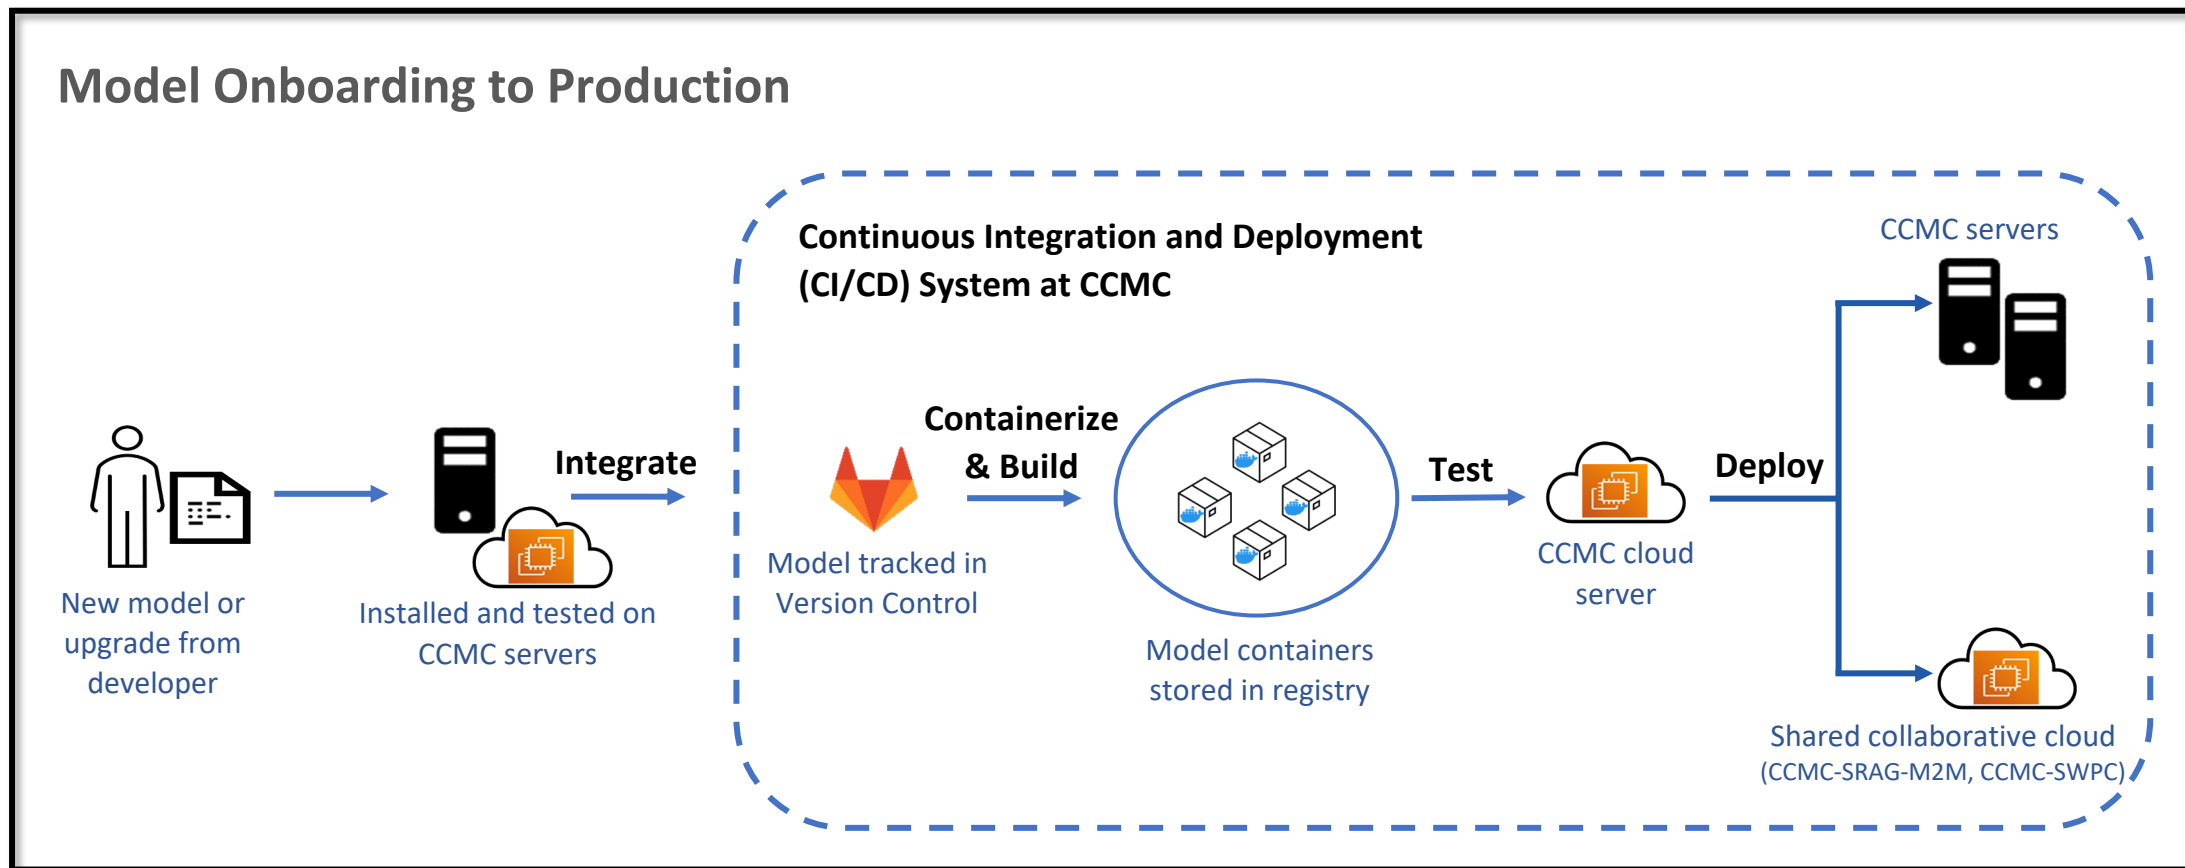 Model Onboarding to Production
Continuous Integration and Deployment
(CI/CD) System at CCMC
CCMC servers
New model or
upgrade from
developer
Installed and tested on
CCMC servers
Integrate
Model tracked in
Version Control
Containerize
& Build
Model containers
stored in registry
Test
CCMC cloud
server
Deploy
Shared collaborative cloud
(CCMC-SRAG-M2M, CCMC-SWPC)